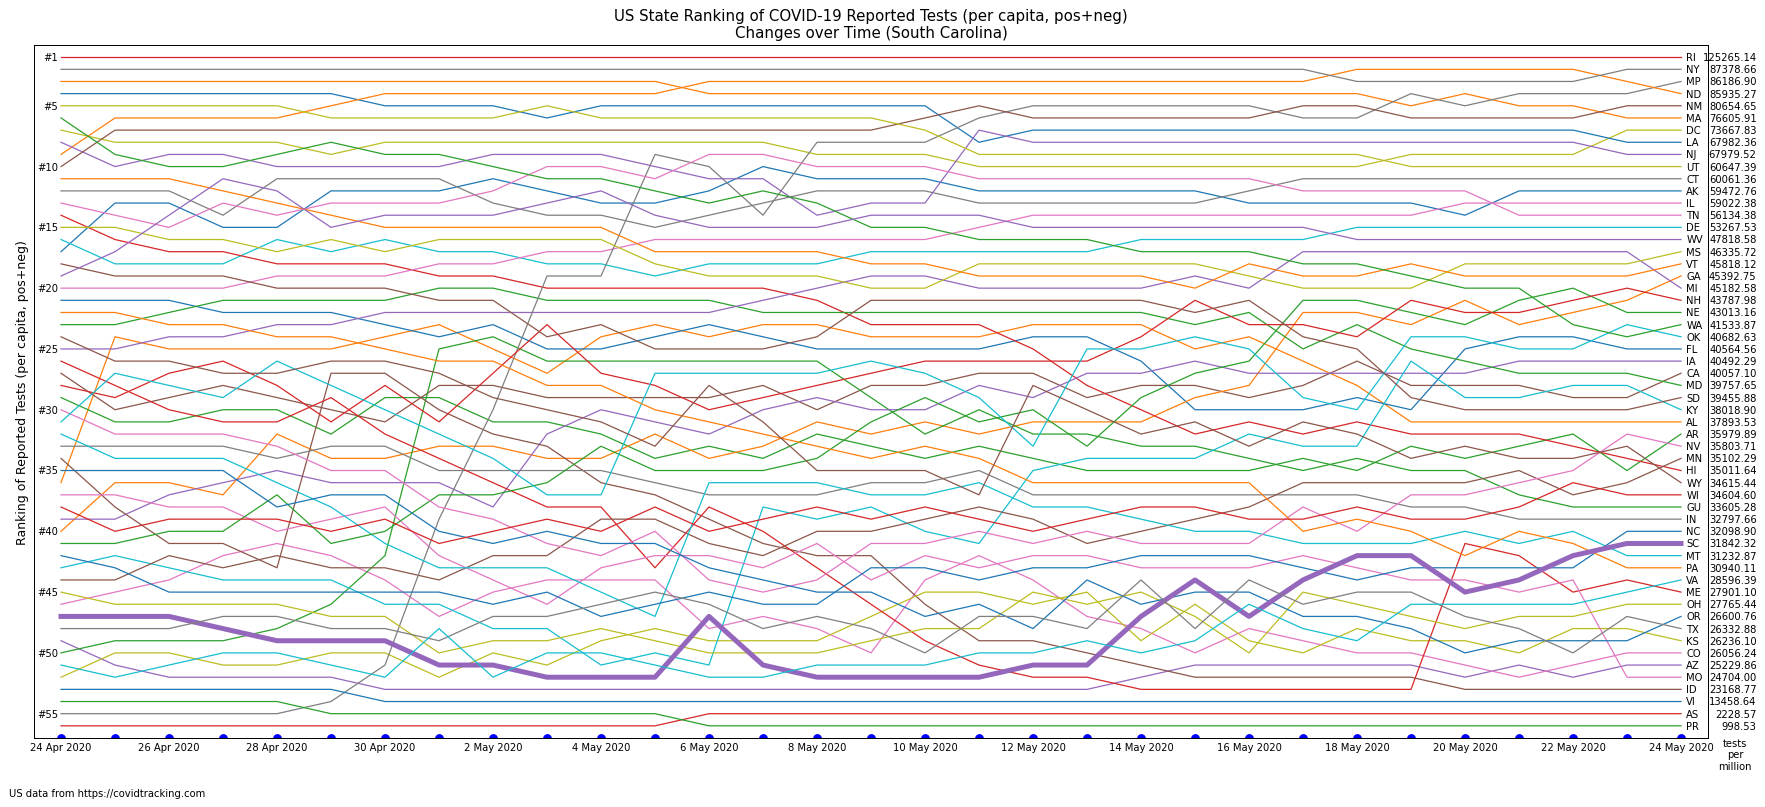 US State Ranking of COVID-19 Reported Tests (per capita, pos+neg)
Changes over Time (South Carolina)
Ranking of Reported Tests (per capita, pos+neg)
#1
#5
#10
#15
#20
#25
#30
#35
#40
#45
#50
#55
RI 125265.14
NY 87378.66
MP 86186.90
ND 85935.27
NM 80654.65
MA 76605.91
DC 73667.83
LA 67982.36
NJ 67979.52
UT 60647.39
CT 60061.36
AK 59472.76
IL 59022.38
TN 56134.38
DE 53267.53
WV 47818.58
MS 46335.72
VT 45818.12
GA 45392.75
MI 45182.58
NH 43787.98
NE 43013.16
WA 41533.87
OK 40682.63
FL 40564.56
IA 40492.29
CA 40057.10
MD 39757.65
SD 39455.88
KY 38018.90
AL 37893.53
AR 35979.89
NV 35803.71
MN 35102.29
HI 35011.64
WY 34615.44
WI 34604.60
GU 33605.28
IN 32797.66
NC 32098.90
SC 31842.32
MT 31232.87
PA 30940.11
VA 28596.39
ME 27901.10
OH 27765.44
OR 26600.76
TX 26332.88
KS 26236.10
CO 26056.24
AZ 25229.86
MO 24704.00
ID 23168.77
VI 13458.64
AS 2228.57
PR 998.53
24 Apr 2020 26 Apr 2020 28 Apr 2020 30 Apr 2020 2 May 2020 4 May 2020 6 May 2020 8 May 2020 10 May 2020 12 May 2020 14 May 2020 16 May 2020 18 May 2020 20 May 2020 22 May 2020 24 May 2020
tests
per
million
US data from https://covidtracking.com